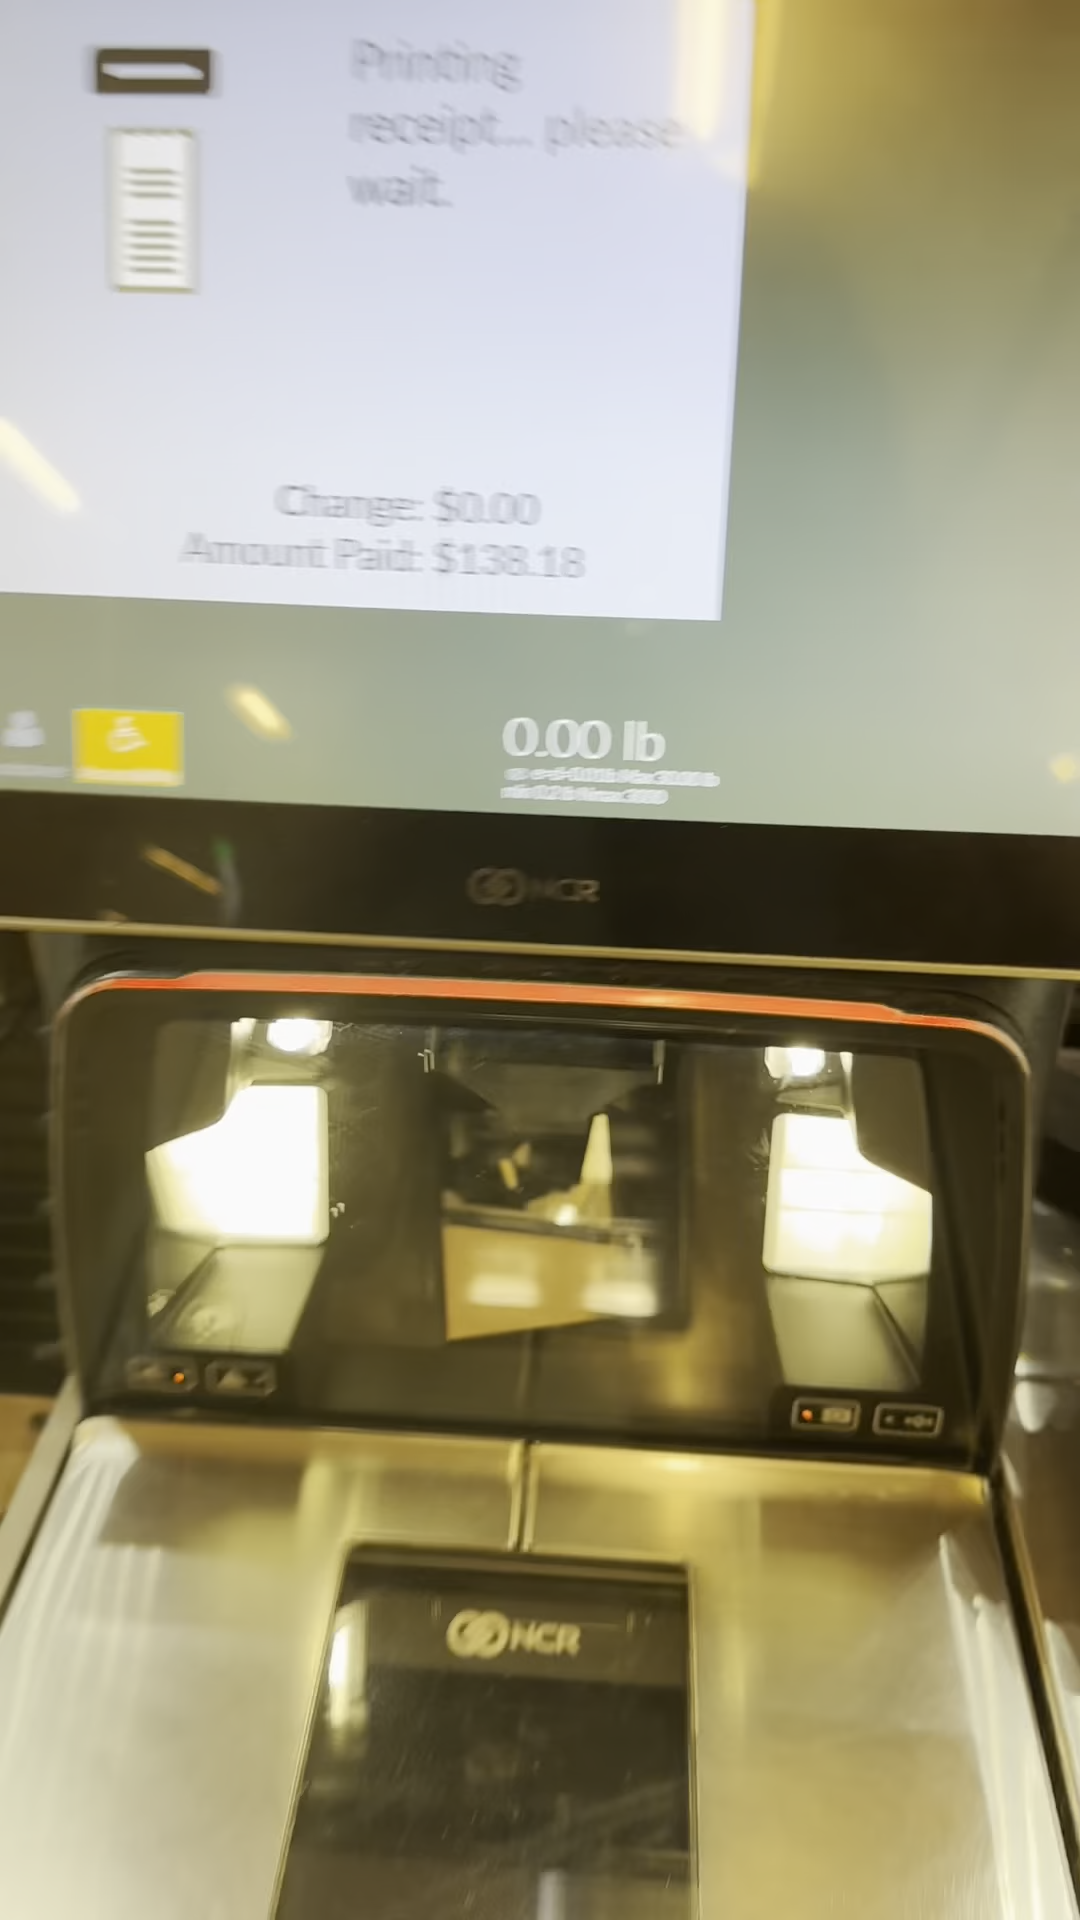 Printing
receipt... please
wait.
Change: $0.00
Amount Paid: $138.18
0.00 lb
NCR
NCR